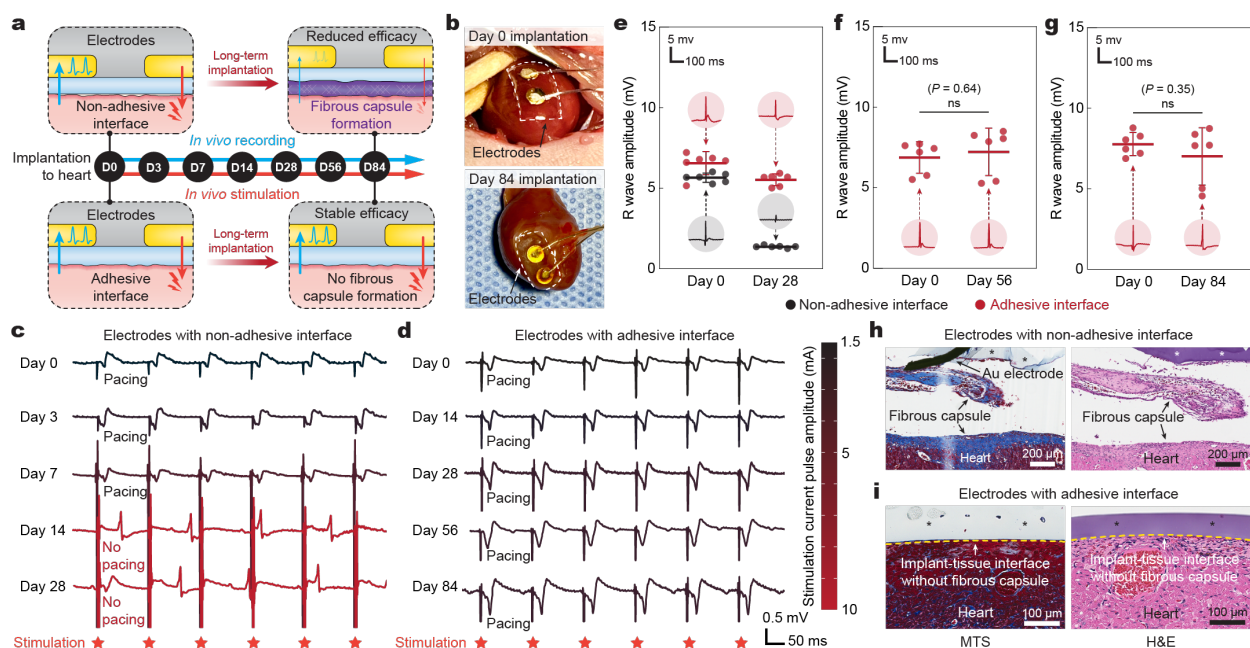 a
Electrodes
Non-adhesive
interface
Long-term
implantation
Reduced efficacy
Fibrous capsule
formation
Implantation
to heart
In vivo recording
D0
D3
D7
D14
D28
D56
D84
In vivo stimulation
Electrodes
Adhesive
interface
Long-term
implantation
Stable efficacy
No fibrous
capsule formation
b
Day 0 implantation
Electrodes
Day 84 implantation
Electrodes
e
R wave amplitude (mV)
15
10
5
0
5 mv
100 ms
Day 0
Day 28
f
R wave amplitude (mV)
15
10
5
0
5 mv
100 ms
(P = 0.64)
ns
Day 0
Day 56
g
R wave amplitude (mV)
15
10
5
0
5 mv
100 ms
(P = 0.35)
ns
Day 0
Day 84
Non-adhesive interface
Adhesive interface
c
Electrodes with non-adhesive interface
Day 0
Pacing
Day 3
Pacing
Day 7
Pacing
Day 14
No
pacing
Day 28
No
pacing
Stimulation
d
Electrodes with adhesive interface
Day 0
Pacing
Day 14
Pacing
Day 28
Pacing
Day 56
Pacing
Day 84
Pacing
0.5 mV
50 ms
Stimulation current pulse amplitude (mA)
1.5
5
10
h
Electrodes with non-adhesive interface
*
*
Au electrode
Fibrous capsule
Heart
200 µm
*
*
Fibrous capsule
Heart
200 µm
i
Electrodes with adhesive interface
*
*
Implant-tissue interface
without fibrous capsule
Heart
100 µm
MTS
*
*
Implant-tissue interface
without fibrous capsule
Heart
100 µm
H&E